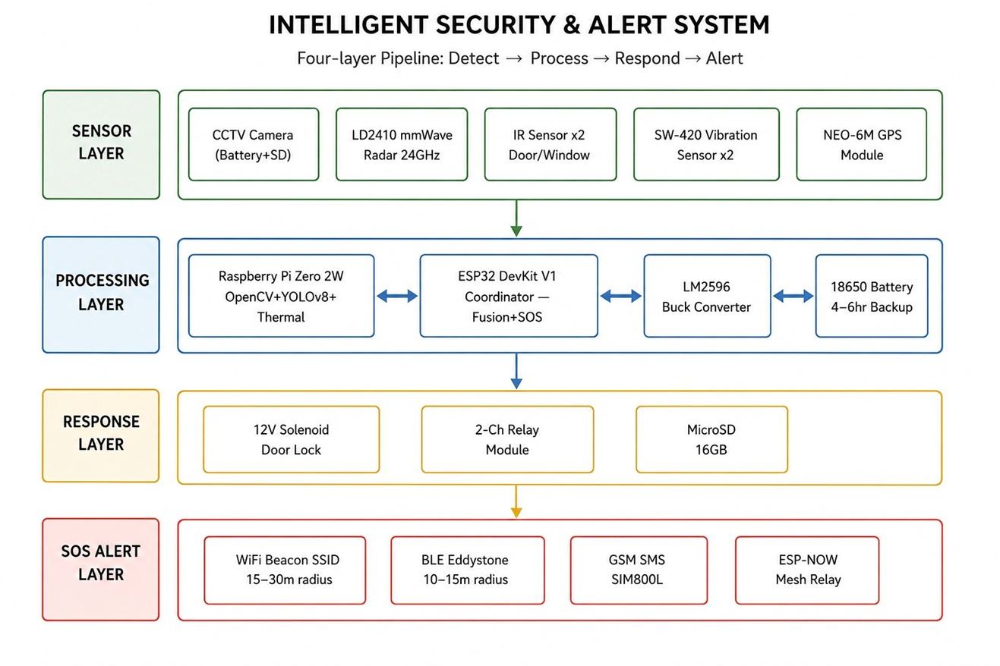 INTELLIGENT SECURITY & ALERT SYSTEM
Four-layer Pipeline: Detect → Process → Respond → Alert
SENSOR
LAYER
CCTV Camera
(Battery+SD)
LD2410 mmWave
Radar 24GHz
IR Sensor x2
Door/Window
SW-420 Vibration
Sensor x2
NEO-6M GPS
Module
PROCESSING
LAYER
Raspberry Pi Zero 2W
OpenCV+YOLOv8+
Thermal
ESP32 DevKit V1
Coordinator —
Fusion+SOS
LM2596
Buck Converter
18650 Battery
4–6hr Backup
RESPONSE
LAYER
12V Solenoid
Door Lock
2-Ch Relay
Module
MicroSD
16GB
SOS ALERT
LAYER
WiFi Beacon SSID
15–30m radius
BLE Eddystone
10–15m radius
GSM SMS
SIM800L
ESP-NOW
Mesh Relay